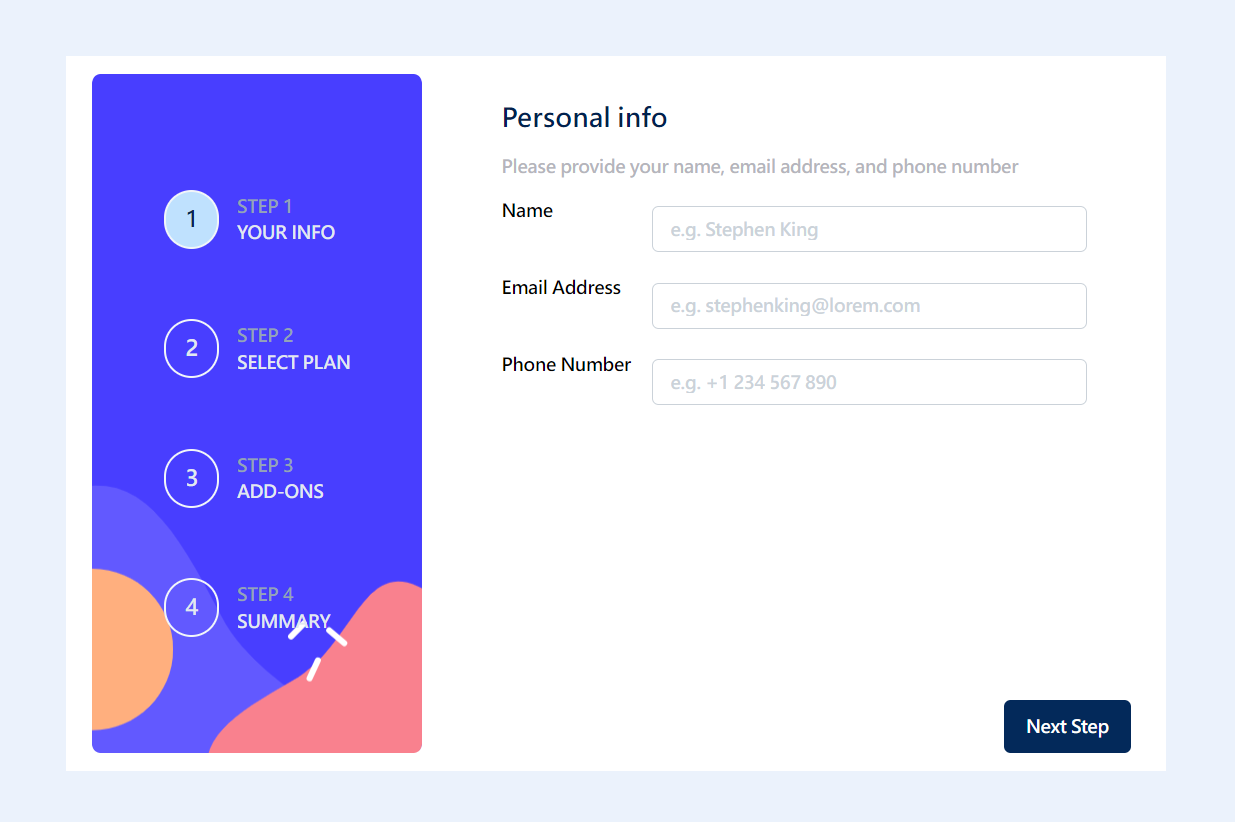 1
STEP 1
YOUR INFO
2
STEP 2
SELECT PLAN
3
STEP 3
ADD-ONS
4
STEP 4
SUMMARY
Personal info
Please provide your name, email address, and phone number
Name
e.g. Stephen King
Email Address
e.g. stephenking@lorem.com
Phone Number
e.g. +1 234 567 890
Next Step